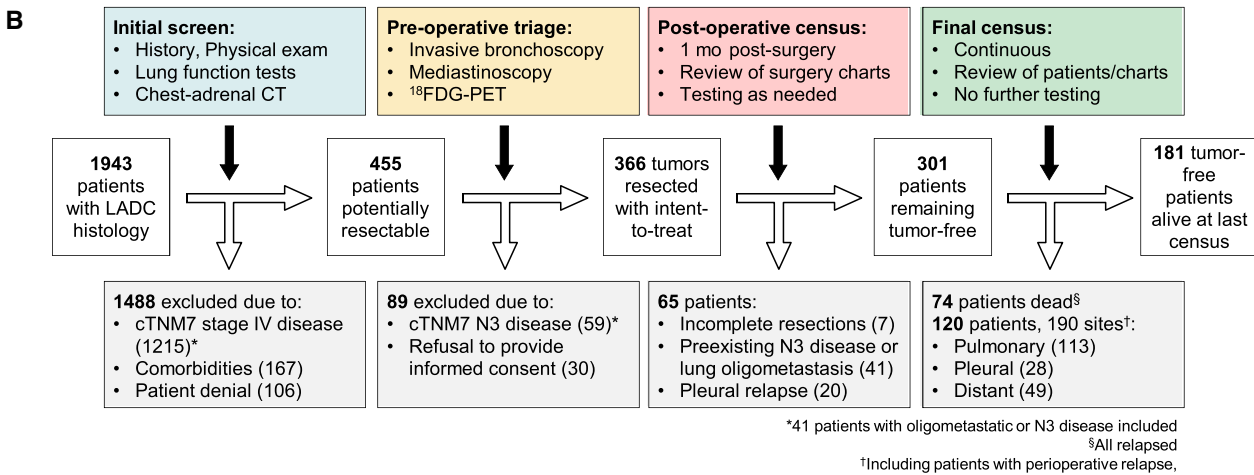 B
Initial screen:
• History, Physical exam
• Lung function tests
• Chest-adrenal CT
Pre-operative triage:
• Invasive bronchoscopy
• Mediastinoscopy
• ¹⁸FDG-PET
Post-operative census:
• 1 mo post-surgery
• Review of surgery charts
• Testing as needed
Final census:
• Continuous
• Review of patients/charts
• No further testing
1943
patients
with LADC
histology
455
patients
potentially
resectable
366 tumors
resected
with intent-
to-treat
301
patients
remaining
tumor-free
181 tumor-
free
patients
alive at last
census
1488 excluded due to:
• cTNM7 stage IV disease
(1215)*
• Comorbidities (167)
• Patient denial (106)
89 excluded due to:
• cTNM7 N3 disease (59)*
• Refusal to provide
informed consent (30)
65 patients:
• Incomplete resections (7)
• Preexisting N3 disease or
lung oligometastasis (41)
• Pleural relapse (20)
74 patients dead§
120 patients, 190 sites†:
• Pulmonary (113)
• Pleural (28)
• Distant (49)
*41 patients with oligometastatic or N3 disease included
§All relapsed
†Including patients with perioperative relapse,